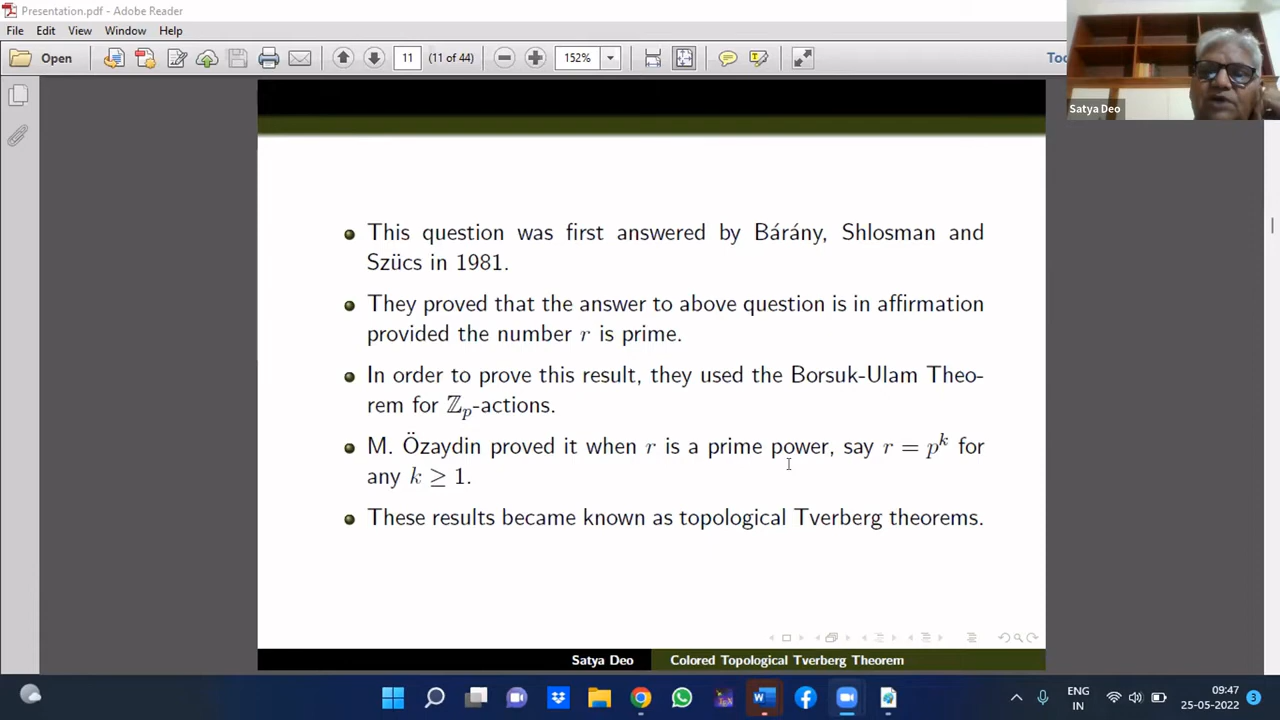 Presentation.pdf - Adobe Reader
File Edit View Window Help
Open 11 (11 of 44) 152%
Satya Deo
This question was first answered by Bárány, Shlosman and
Szücs in 1981.
They proved that the answer to above question is in affirmation
provided the number r is prime.
In order to prove this result, they used the Borsuk-Ulam Theo-
rem for ℤₚ-actions.
M. Özaydin proved it when r is a prime power, say r = pᵏ for
any k ≥ 1.
These results became known as topological Tverberg theorems.
Satya Deo Colored Topological Tverberg Theorem
ENG 09:47
IN 25-05-2022 3